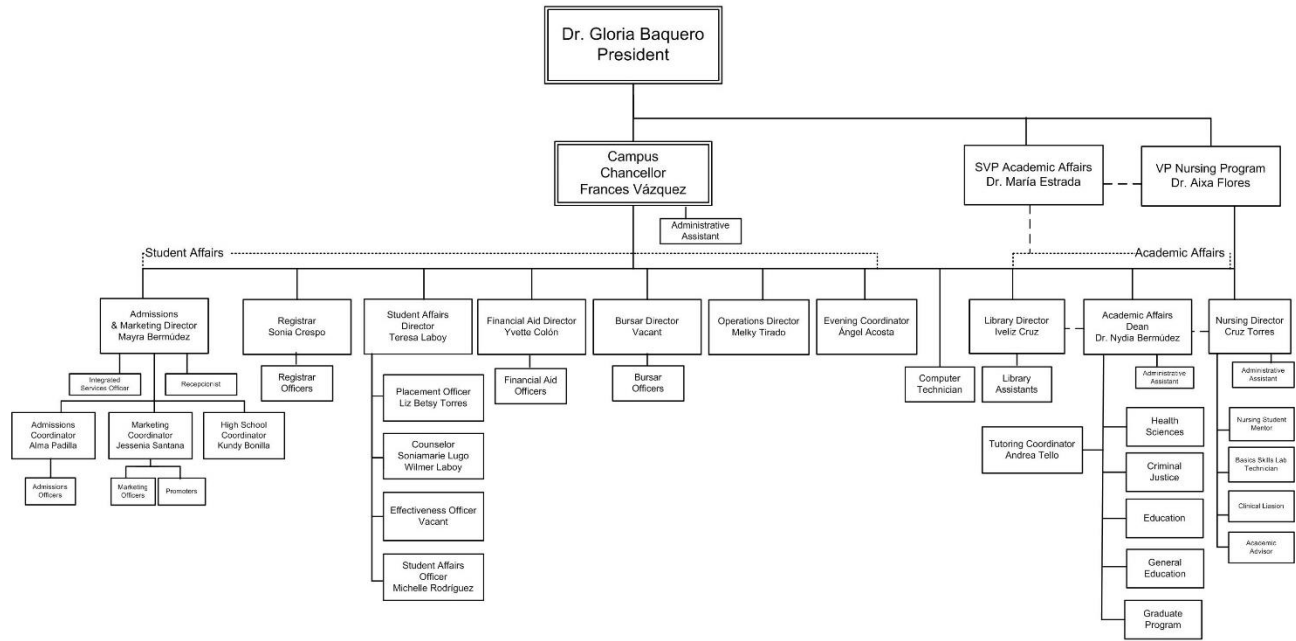 Dr. Gloria Baquero
President
Campus
Chancellor
Frances Vázquez
SVP Academic Affairs
Dr. María Estrada
VP Nursing Program
Dr. Aixa Flores
Administrative
Assistant
Student Affairs
Academic Affairs
Admissions
& Marketing Director
Mayra Bermúdez
Registrar
Sonia Crespo
Student Affairs
Director
Teresa Laboy
Financial Aid Director
Yvette Colón
Bursar Director
Vacant
Operations Director
Melky Tirado
Evening Coordinator
Ángel Acosta
Library Director
Iveliz Cruz
Academic Affairs
Dean
Dr. Nydia Bermúdez
Nursing Director
Cruz Torres
Integrated
Services Officer
Recepcionist
Registrar
Officers
Financial Aid
Officers
Bursar
Officers
Computer
Technician
Library
Assistants
Administrative
Assistant
Administrative
Assistant
Admissions
Coordinator
Alma Padilla
Marketing
Coordinator
Jessenia Santana
High School
Coordinator
Kundy Bonilla
Admissions
Officers
Marketing
Officers
Promoters
Placement Officer
Liz Betsy Torres
Counselor
Soniamarie Lugo
Wilmer Laboy
Effectiveness Officer
Vacant
Student Affairs
Officer
Michelle Rodríguez
Tutoring Coordinator
Andrea Tello
Health
Sciences
Criminal
Justice
Education
General
Education
Graduate
Program
Nursing Student
Mentor
Basics Skills Lab
Technician
Clinical Liasion
Academic
Advisor